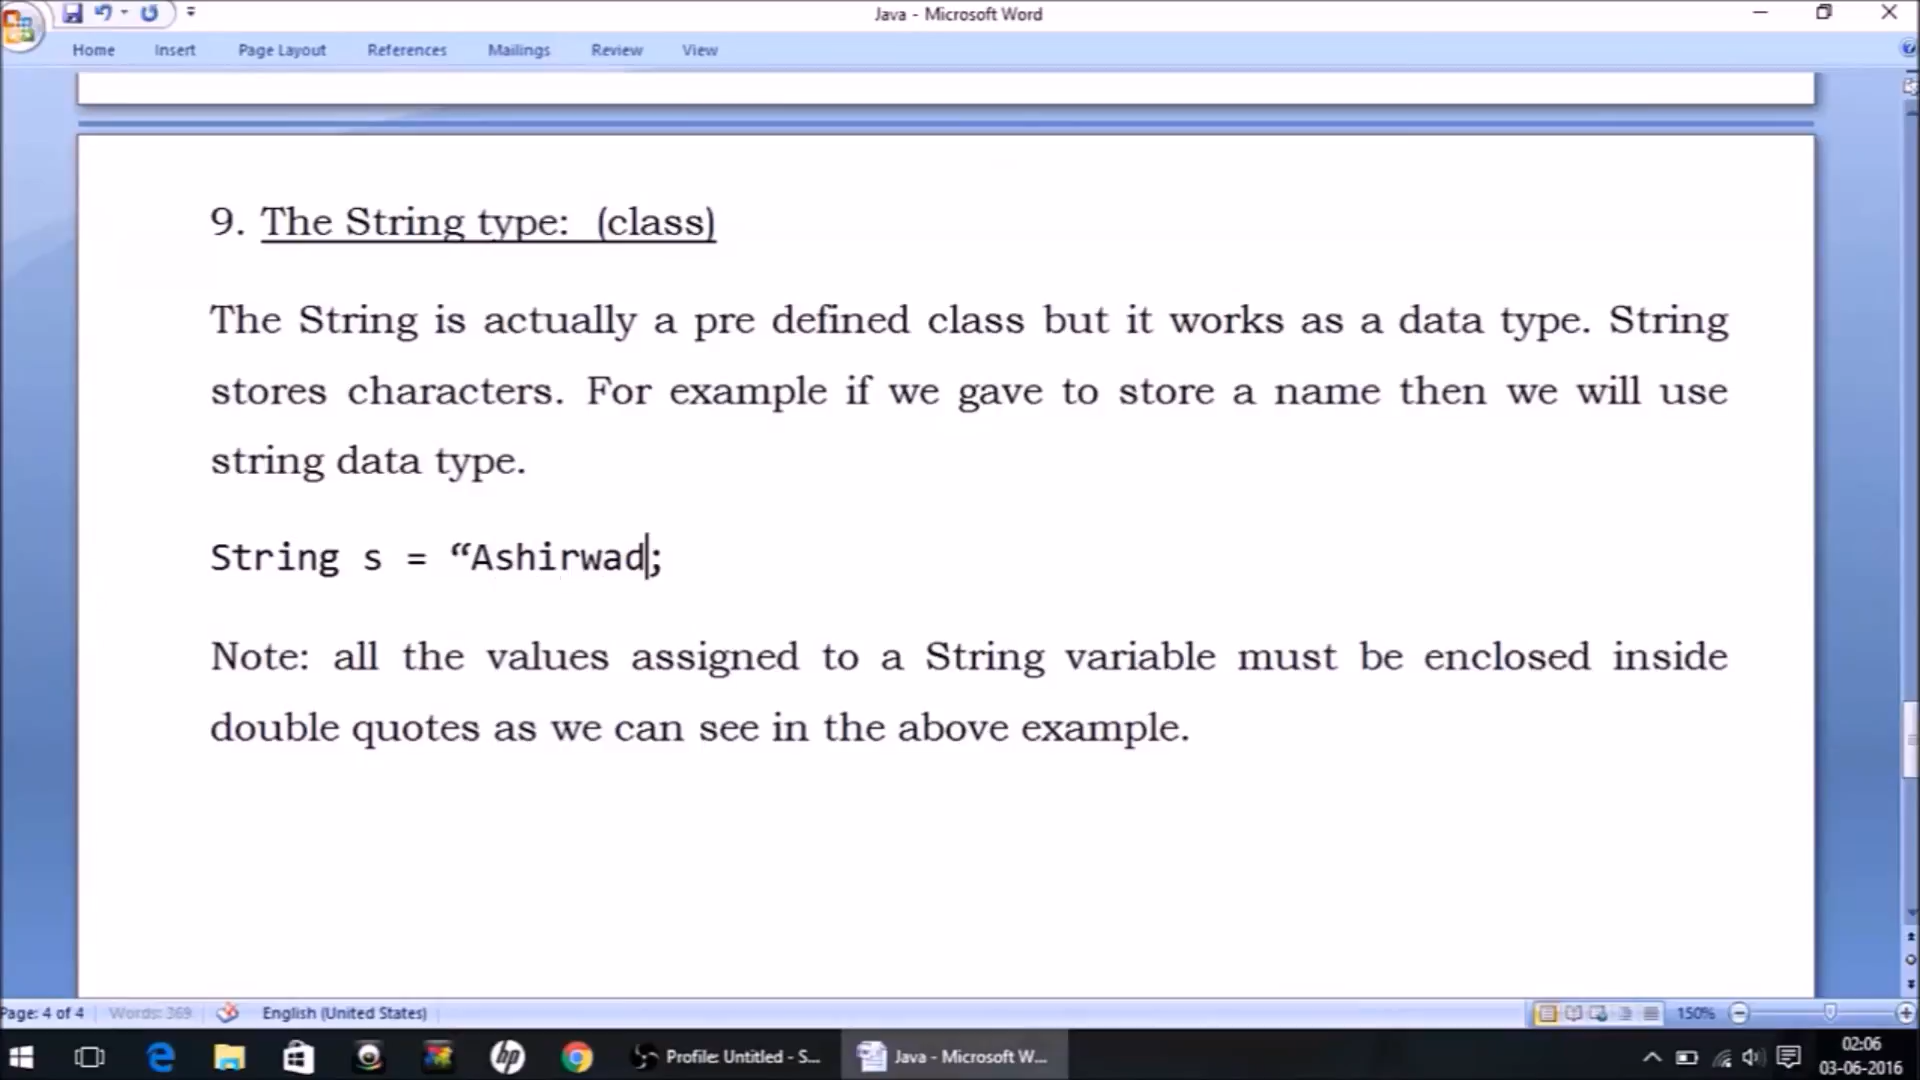 Java - Microsoft Word
Home Insert Page Layout References Mailings Review View
9. The String type: (class)
The String is actually a pre defined class but it works as a data type. String
stores characters. For example if we gave to store a name then we will use
string data type.
String s = “Ashirwad;
Note: all the values assigned to a String variable must be enclosed inside
double quotes as we can see in the above example.
Page: 4 of 4 Words: 369 English (United States) 150%
Profile: Untitled - S... Java - Microsoft W... 02:06
03-06-2016